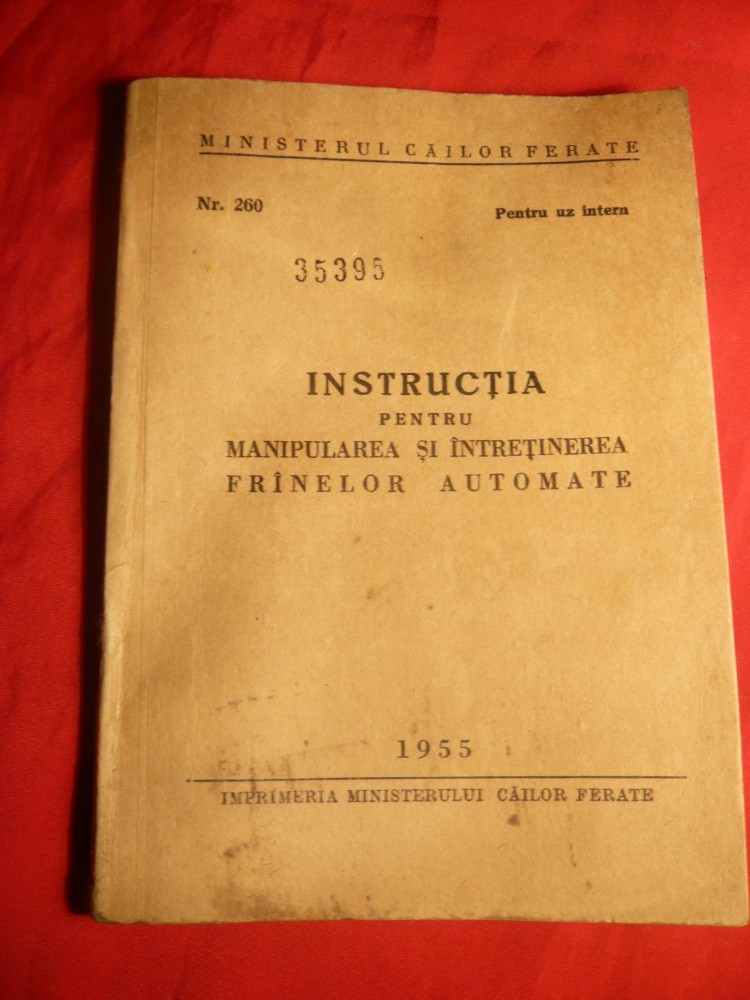 MINISTERUL CĂILOR FERATE
Nr. 260 Pentru uz intern
35395
INSTRUCȚIA
PENTRU
MANIPULAREA ȘI ÎNTREȚINEREA
FRÎNELOR AUTOMATE
1955
IMPRIMERIA MINISTERULUI CĂILOR FERATE